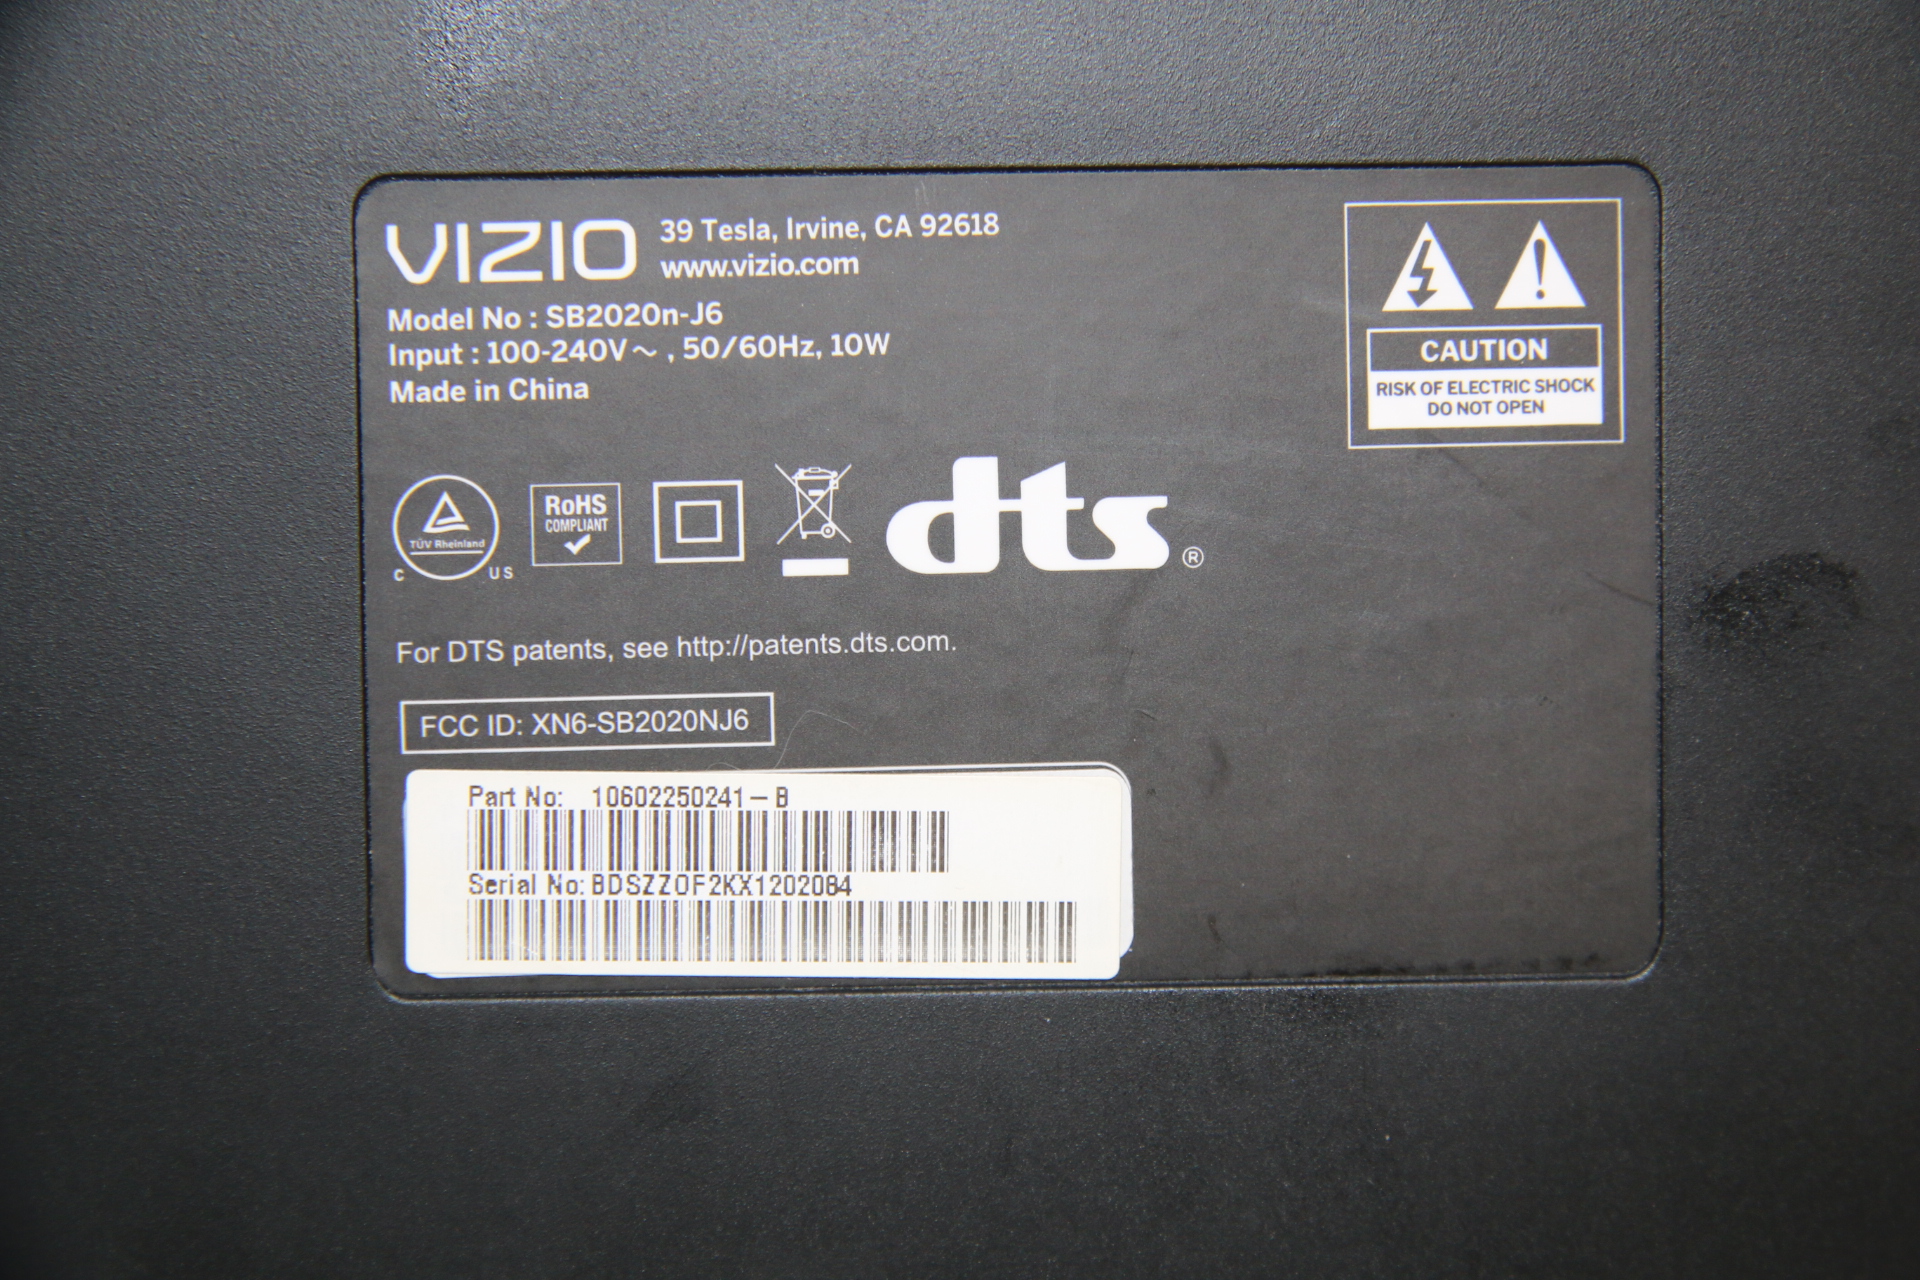 VIZIO 39 Tesla, Irvine, CA 92618
www.vizio.com
Model No : SB2020n-J6
Input : 100-240V～ , 50/60Hz, 10W
Made in China
CAUTION
RISK OF ELECTRIC SHOCK
DO NOT OPEN
TÜV Rheinland
C US
RoHS
COMPLIANT
dts®
For DTS patents, see http://patents.dts.com.
FCC ID: XN6-SB2020NJ6
Part No: 10602250241-B
Serial No: BDSZZOF2KX1202084